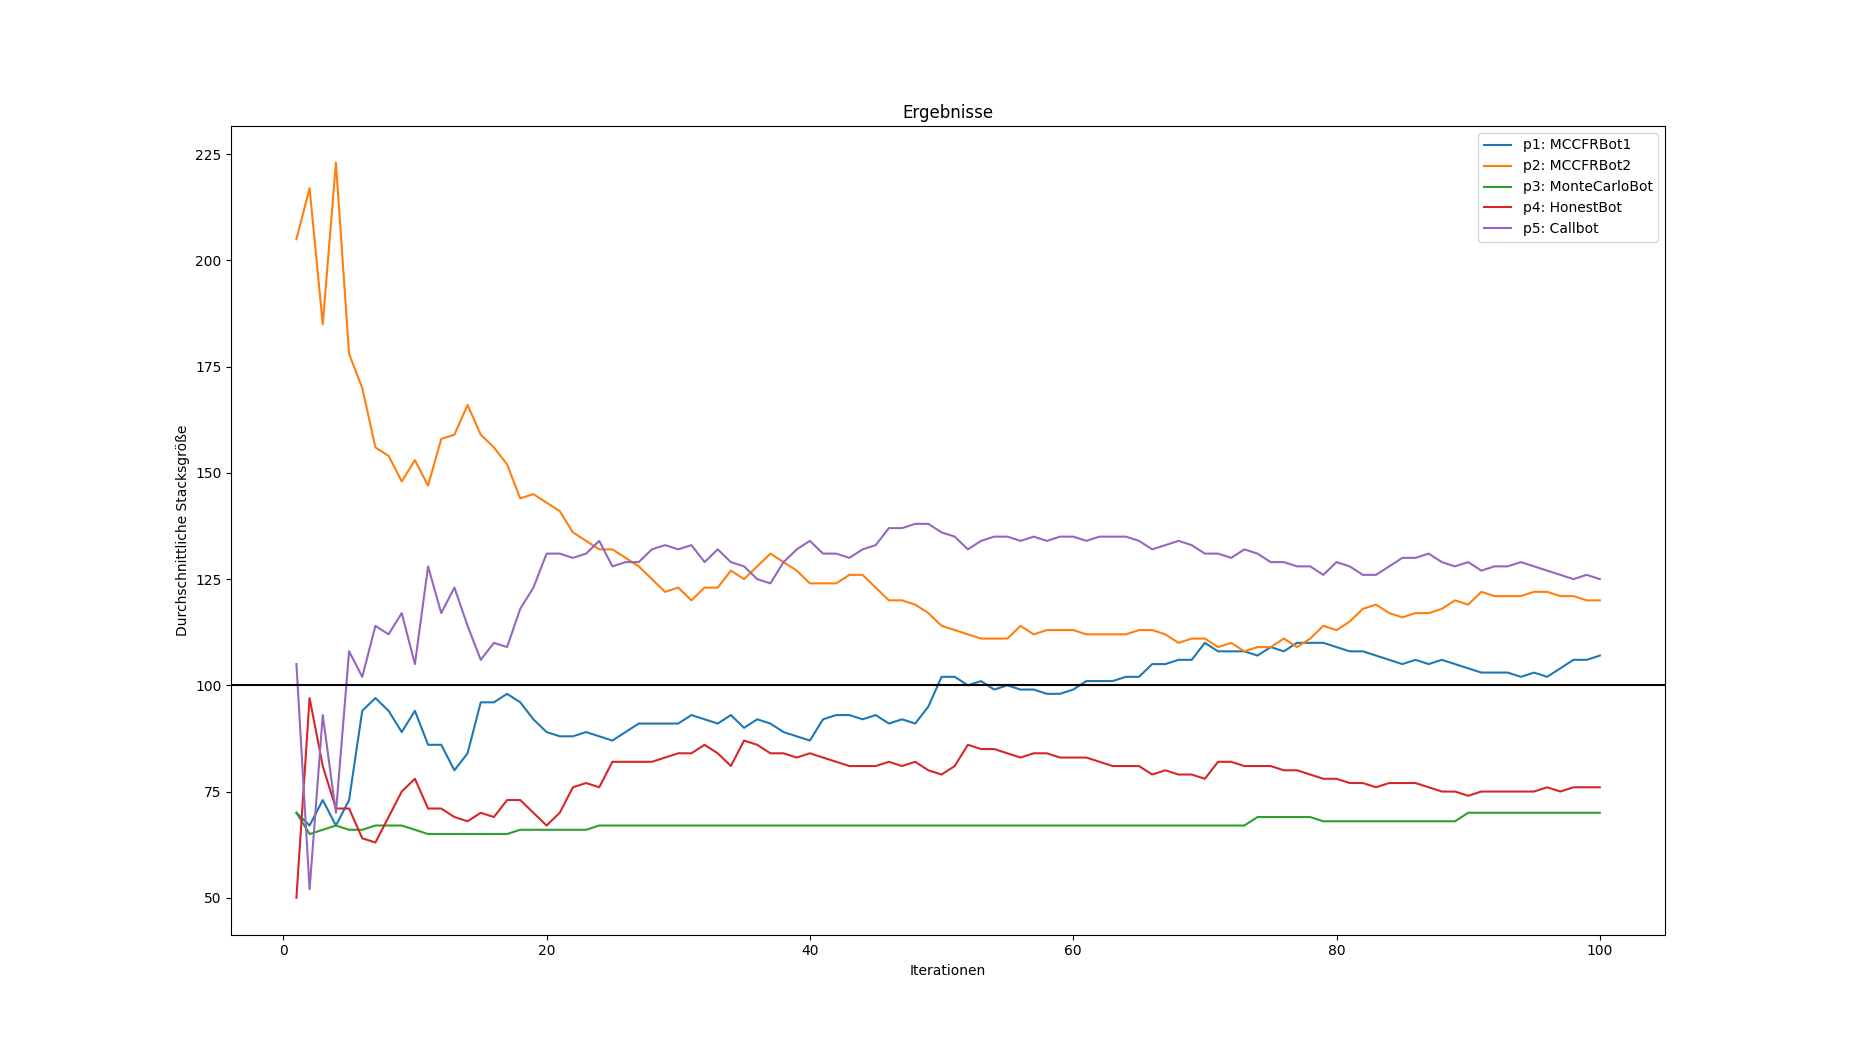 Ergebnisse
225
200
175
150
125
100
75
50
Durchschnittliche Stacksgröße
p1: MCCFRBot1
p2: MCCFRBot2
p3: MonteCarloBot
p4: HonestBot
p5: Callbot
0 20 40 60 80 100
Iterationen